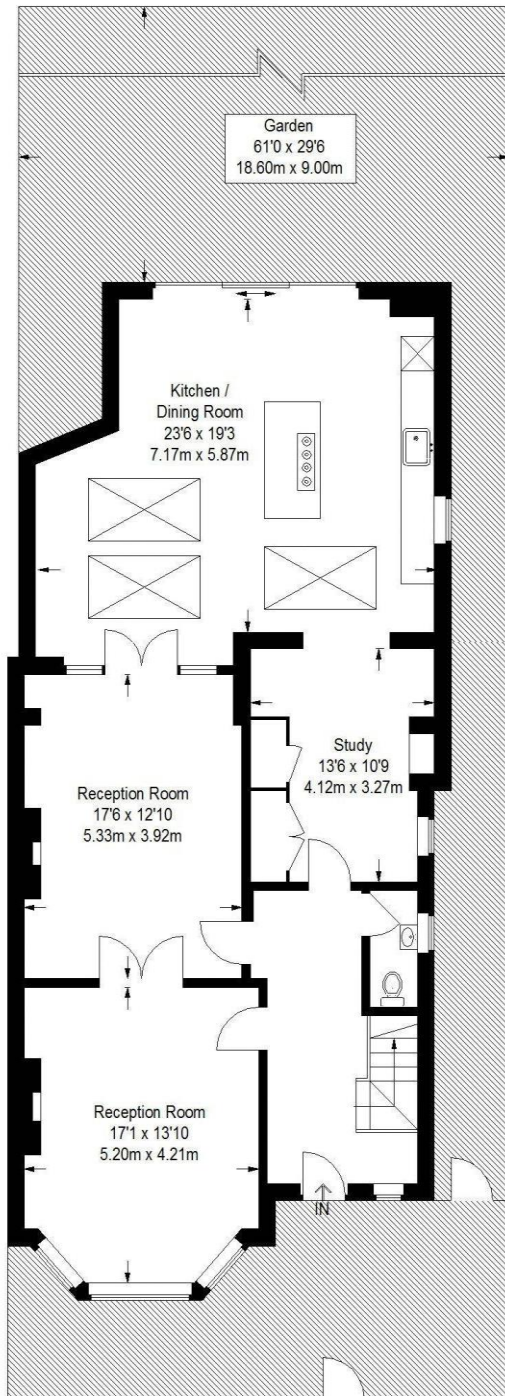 Garden
61'0 x 29'6
18.60m x 9.00m
Kitchen /
Dining Room
23'6 x 19'3
7.17m x 5.87m
Study
13'6 x 10'9
4.12m x 3.27m
Reception Room
17'6 x 12'10
5.33m x 3.92m
Reception Room
17'1 x 13'10
5.20m x 4.21m
IN